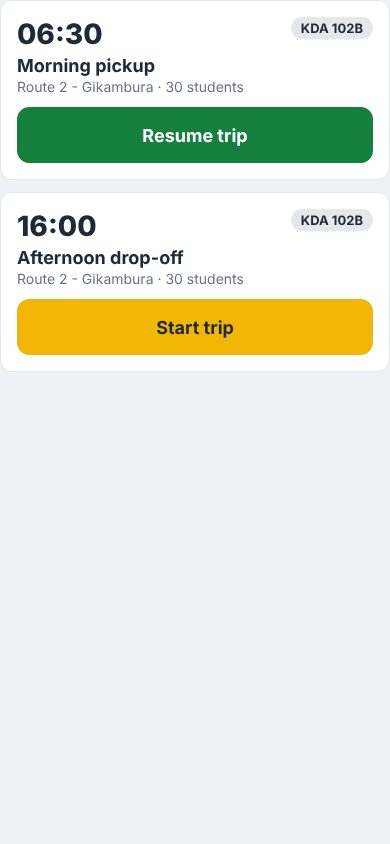 06:30
KDA 102B
Morning pickup
Route 2 - Gikambura · 30 students
Resume trip
16:00
KDA 102B
Afternoon drop-off
Route 2 - Gikambura · 30 students
Start trip